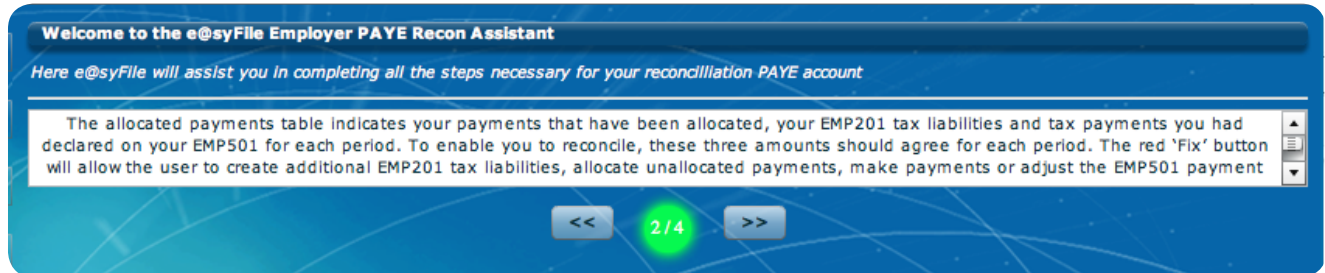 Welcome to the e@syFile Employer PAYE Recon Assistant
Here e@syFile will assist you in completing all the steps necessary for your reconcilliation PAYE account
The allocated payments table indicates your payments that have been allocated, your EMP201 tax liabilities and tax payments you had
declared on your EMP501 for each period. To enable you to reconcile, these three amounts should agree for each period. The red ‘Fix’ button
will allow the user to create additional EMP201 tax liabilities, allocate unallocated payments, make payments or adjust the EMP501 payment
<< 2/4 >>